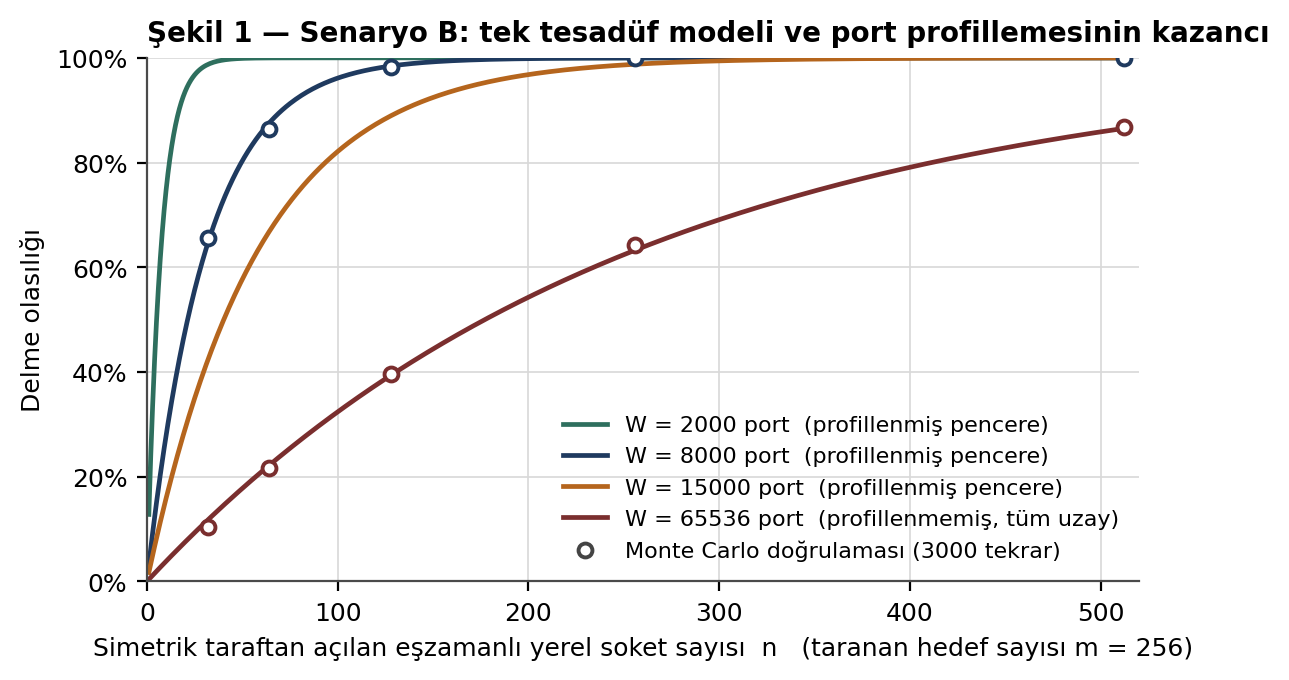 Şekil 1 — Senaryo B: tek tesadüf modeli ve port profillemesinin kazancı
100%
80%
60%
40%
20%
0%
Delme olasılığı
W = 2000 port (profillenmiş pencere)
W = 8000 port (profillenmiş pencere)
W = 15000 port (profillenmiş pencere)
W = 65536 port (profillenmemiş, tüm uzay)
Monte Carlo doğrulaması (3000 tekrar)
0 100 200 300 400 500
Simetrik taraftan açılan eşzamanlı yerel soket sayısı n (taranan hedef sayısı m = 256)